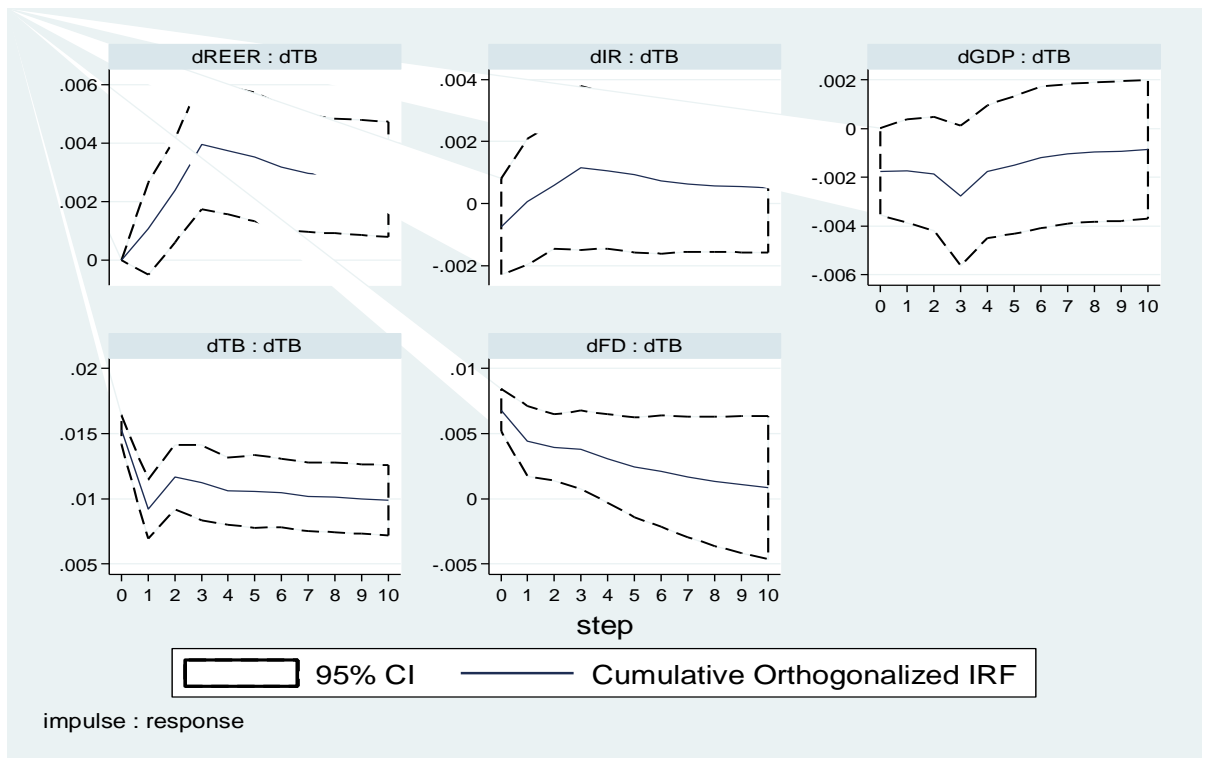 dREER : dTB
dIR : dTB
dGDP : dTB
.006
.004
.002
0
.004
.002
0
-.002
.002
0
-.002
-.004
-.006
0 1 2 3 4 5 6 7 8 9 10
dTB : dTB
dFD : dTB
.02
.015
.01
.005
.01
.005
0
-.005
0 1 2 3 4 5 6 7 8 9 10
0 1 2 3 4 5 6 7 8 9 10
step
95% CI
Cumulative Orthogonalized IRF
impulse : response